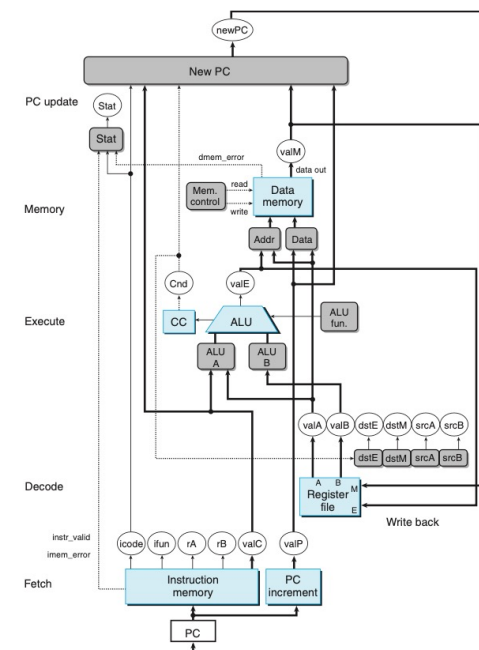 newPC
New PC
PC update
Stat
Stat
valM
dmem_error
data out
Mem. control
read
write
Data memory
Memory
Addr
Data
Cnd
valE
Execute
CC
ALU
ALU fun.
ALU A
ALU B
valA
valB
dstE
dstM
srcA
srcB
dstE
dstM
srcA
srcB
Decode
A
B
M
Register file
E
Write back
instr_valid
imem_error
icode
ifun
rA
rB
valC
valP
Fetch
Instruction memory
PC increment
PC